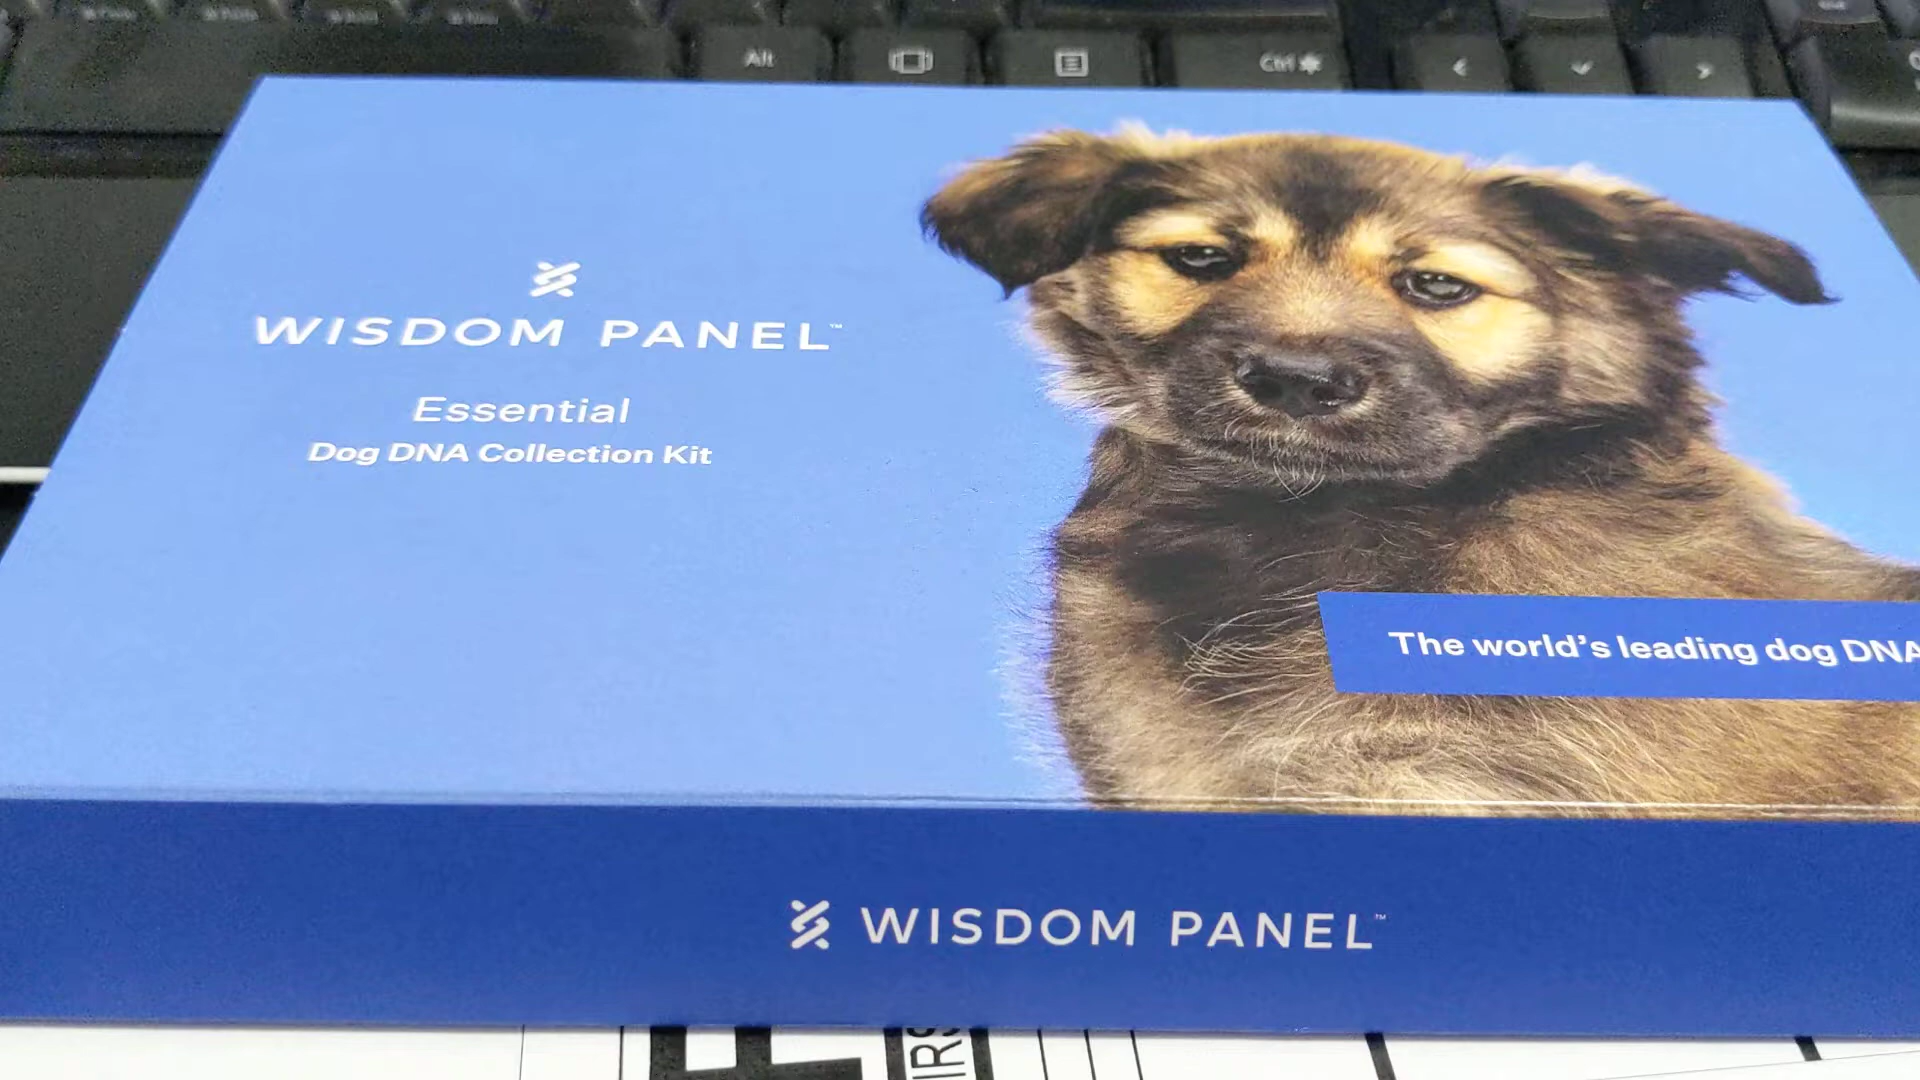 Alt
Ctrl
WISDOM PANEL™
Essential
Dog DNA Collection Kit
The world's leading dog DNA
WISDOM PANEL™